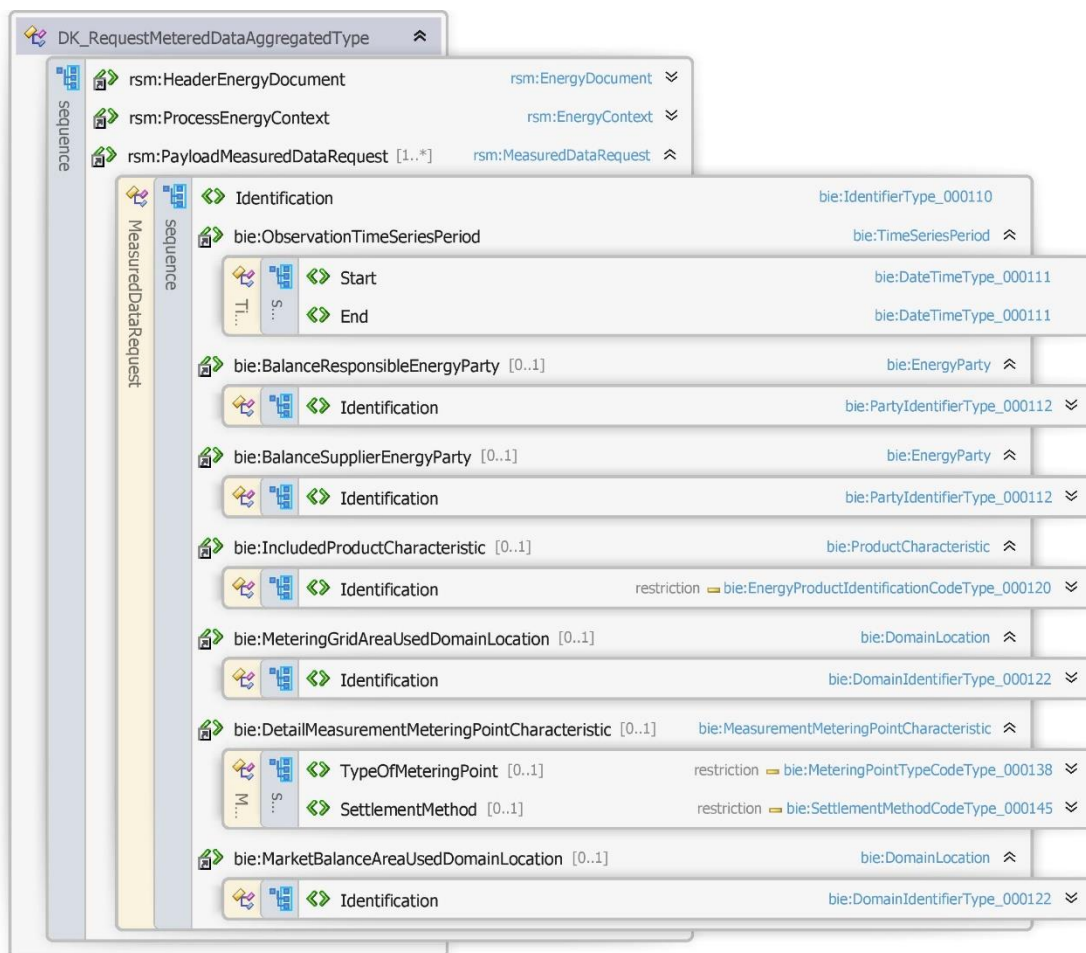 DK_RequestMeteredDataAggregatedType
sequence
rsm:HeaderEnergyDocument rsm:EnergyDocument
rsm:ProcessEnergyContext rsm:EnergyContext
rsm:PayloadMeasuredDataRequest [1..*] rsm:MeasuredDataRequest
MeasuredDataRequest
sequence
Identification bie:IdentifierType_000110
bie:ObservationTimeSeriesPeriod bie:TimeSeriesPeriod
Ti...
S...
Start bie:DateTimeType_000111
End bie:DateTimeType_000111
bie:BalanceResponsibleEnergyParty [0..1] bie:EnergyParty
Identification bie:PartyIdentifierType_000112
bie:BalanceSupplierEnergyParty [0..1] bie:EnergyParty
Identification bie:PartyIdentifierType_000112
bie:IncludedProductCharacteristic [0..1] bie:ProductCharacteristic
Identification restriction bie:EnergyProductIdentificationCodeType_000120
bie:MeteringGridAreaUsedDomainLocation [0..1] bie:DomainLocation
Identification bie:DomainIdentifierType_000122
bie:DetailMeasurementMeteringPointCharacteristic [0..1] bie:MeasurementMeteringPointCharacteristic
M...
S...
TypeOfMeteringPoint [0..1] restriction bie:MeteringPointTypeCodeType_000138
SettlementMethod [0..1] restriction bie:SettlementMethodCodeType_000145
bie:MarketBalanceAreaUsedDomainLocation [0..1] bie:DomainLocation
Identification bie:DomainIdentifierType_000122